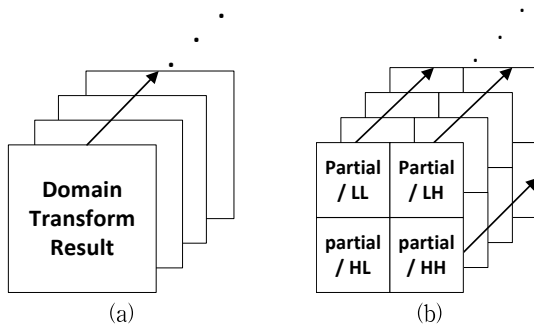 Domain
Transform
Result
Partial
/ LL
Partial
/ LH
partial
/ HL
partial
/ HH
(a)
(b)